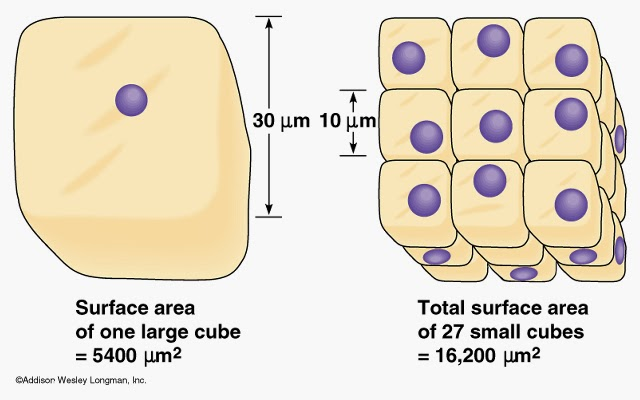 30 μm
10 μm
Surface area
of one large cube
= 5400 μm²
Total surface area
of 27 small cubes
= 16,200 μm²
©Addison Wesley Longman, Inc.